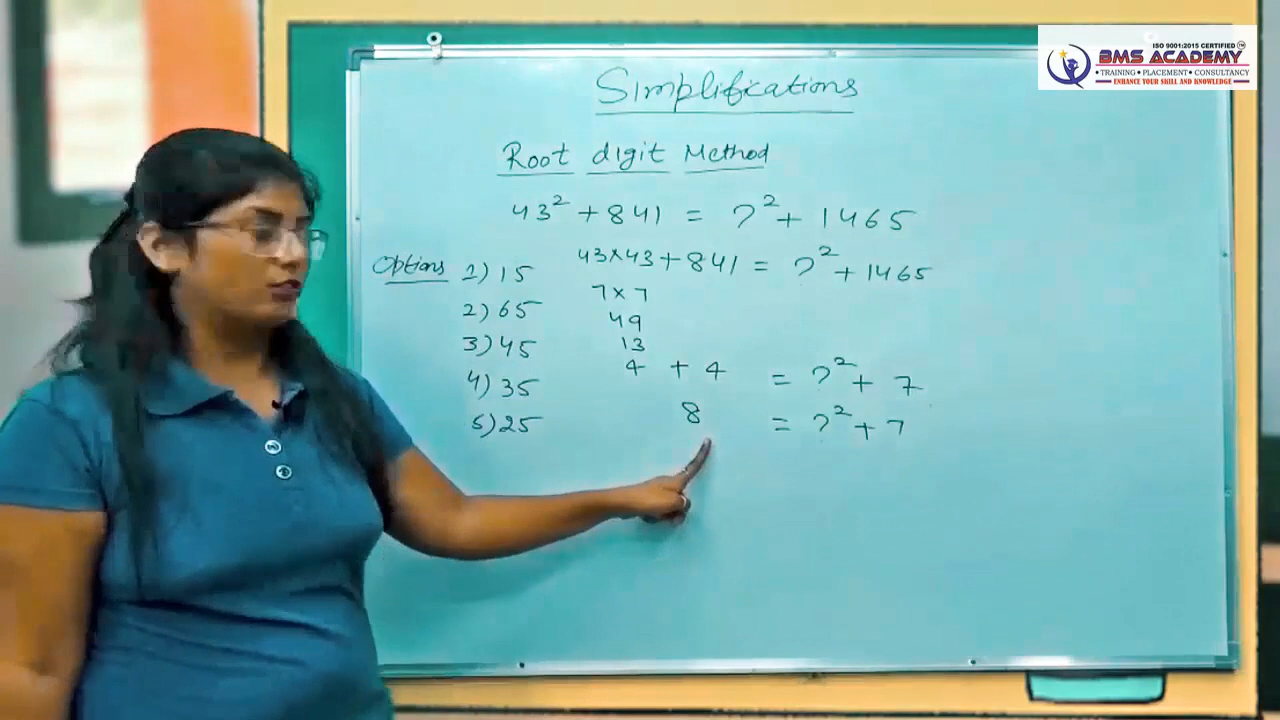 ISO 9001:2015 CERTIFIED
BMS ACADEMY
• TRAINING • PLACEMENT • CONSULTANCY
ENHANCE YOUR SKILL AND KNOWLEDGE
Simplifications
Root digit Method
43² + 841 = ?² + 1465
Options 1) 15
2) 65
3) 45
4) 35
5) 25
43×43 + 841 = ?² + 1465
7 × 7
49
13
4 + 4 = ?² + 7
8 = ?² + 7